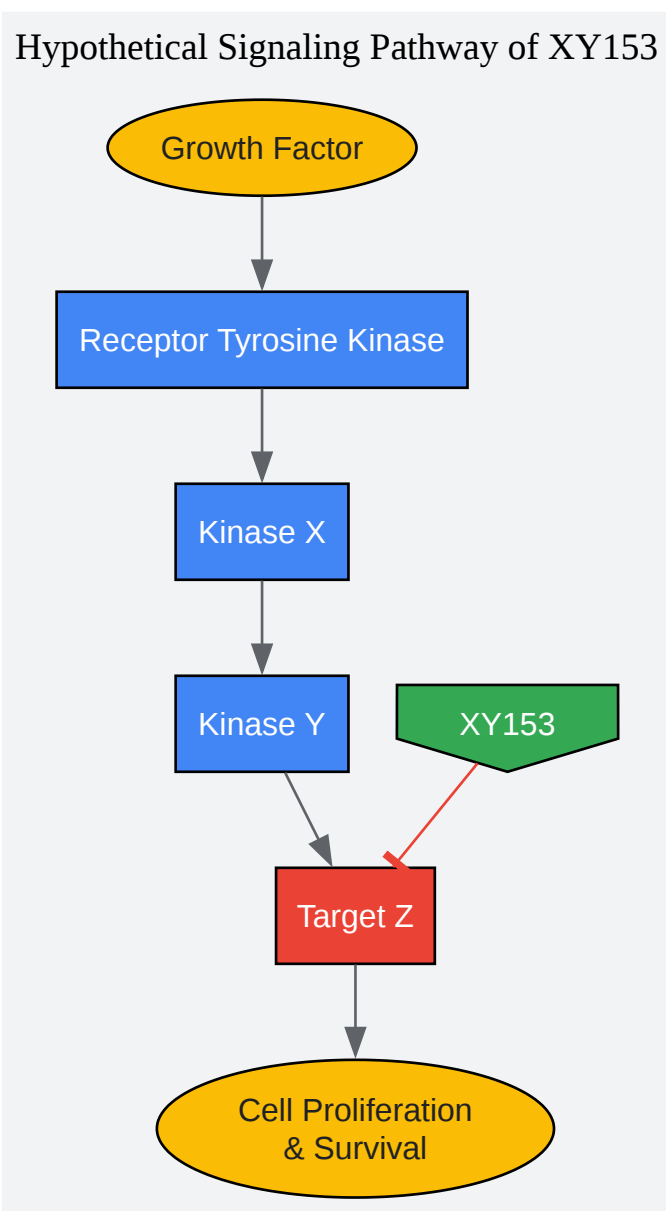 Hypothetical Signaling Pathway of XY153
Growth Factor
Receptor Tyrosine Kinase
Kinase X
Kinase Y
XY153
Target Z
Cell Proliferation
& Survival